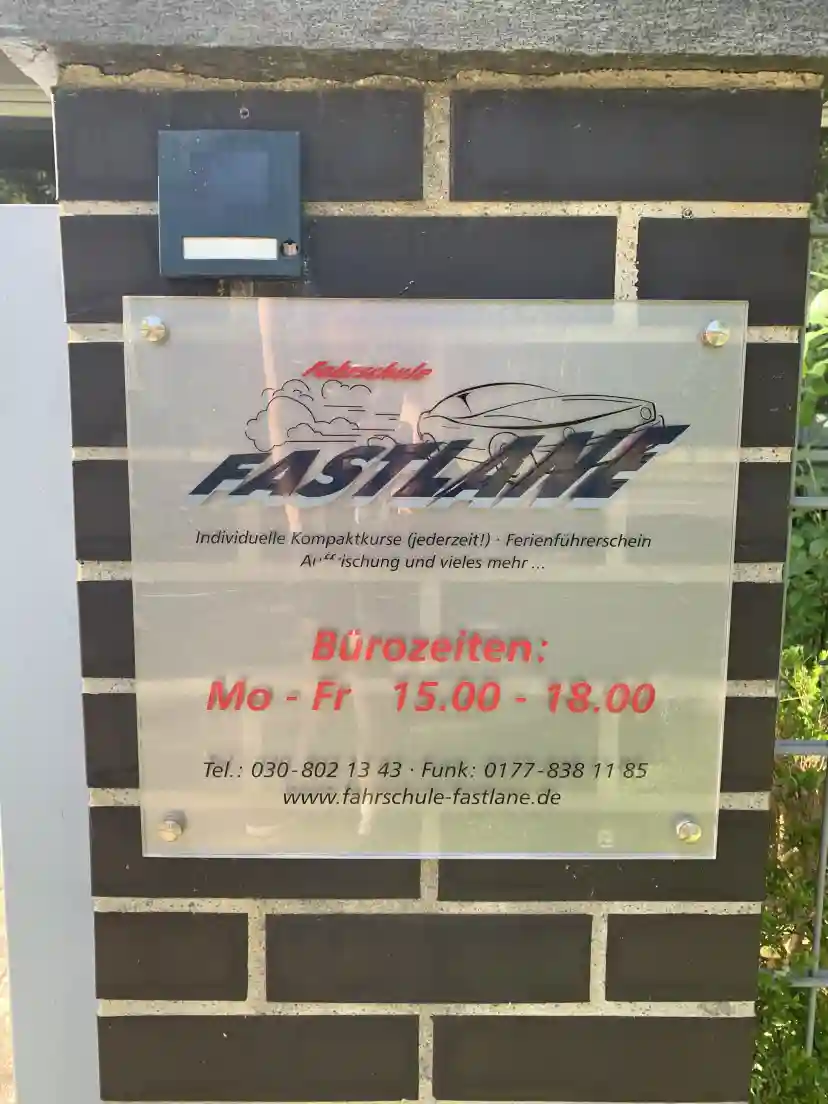 Fahrschule
FASTLANE
Individuelle Kompaktkurse (jederzeit!) · Ferienführerschein
und vieles mehr ...
Bürozeiten:
Mo - Fr 15.00 - 18.00
Tel.: 030-802 13 43 · Funk: 0177-838 11 85
www.fahrschule-fastlane.de